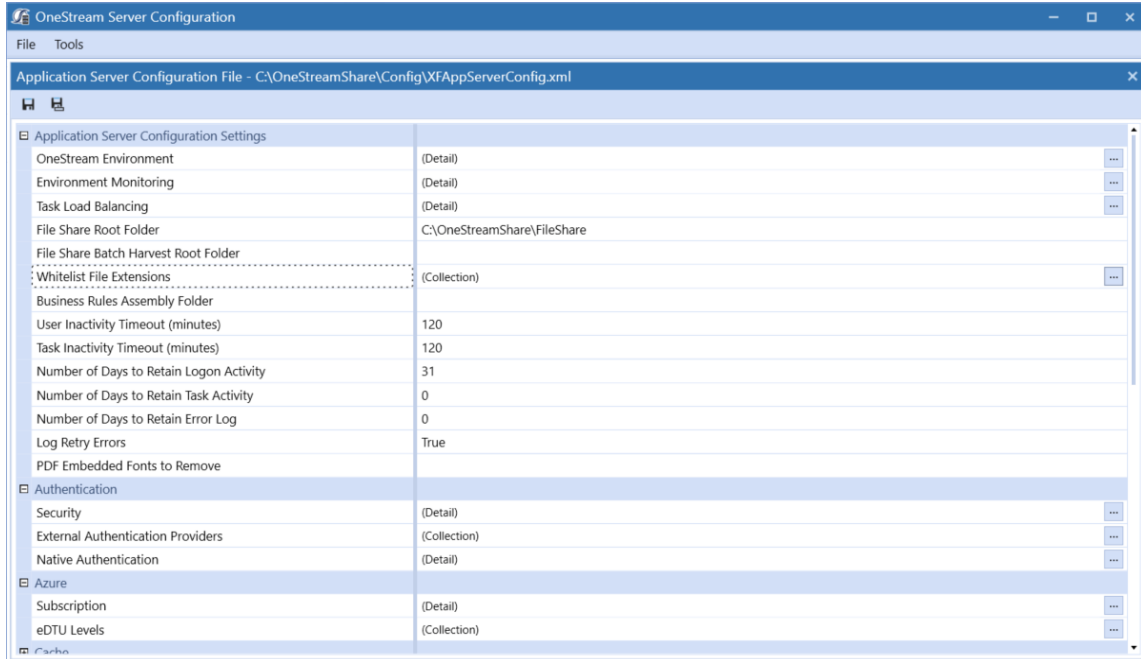 OneStream Server Configuration
File Tools
Application Server Configuration File - C:\OneStreamShare\Config\XFAppServerConfig.xml
Application Server Configuration Settings
OneStream Environment (Detail) ...
Environment Monitoring (Detail) ...
Task Load Balancing (Detail) ...
File Share Root Folder C:\OneStreamShare\FileShare
File Share Batch Harvest Root Folder
Whitelist File Extensions (Collection) ...
Business Rules Assembly Folder
User Inactivity Timeout (minutes) 120
Task Inactivity Timeout (minutes) 120
Number of Days to Retain Logon Activity 31
Number of Days to Retain Task Activity 0
Number of Days to Retain Error Log 0
Log Retry Errors True
PDF Embedded Fonts to Remove
Authentication
Security (Detail) ...
External Authentication Providers (Collection) ...
Native Authentication (Detail) ...
Azure
Subscription (Detail) ...
eDTU Levels (Collection) ...
Cache